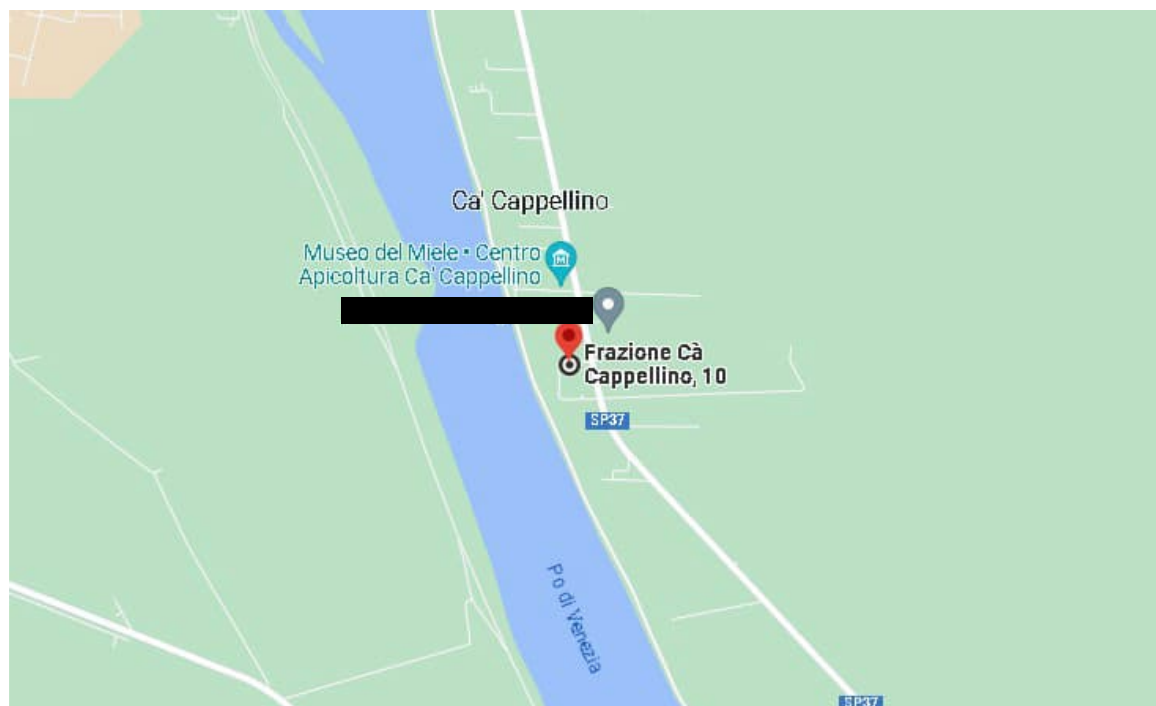 Ca' Cappellino
Museo del Miele • Centro
Apicoltura Ca' Cappellino
Frazione Cà
Cappellino, 10
SP37
Po di Venezia
SP37